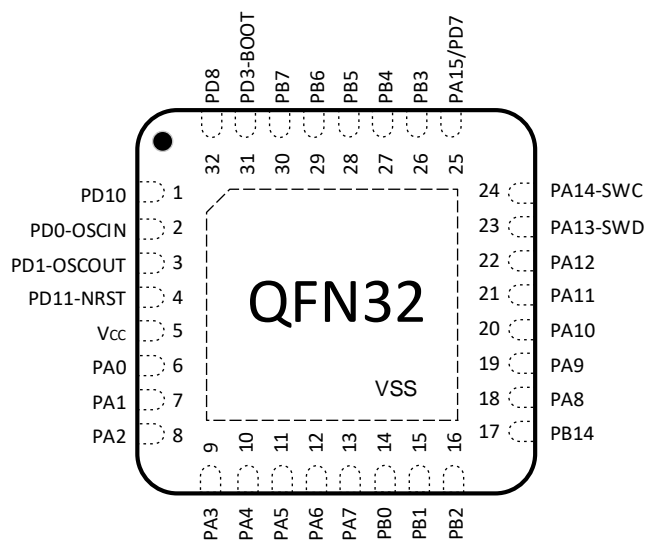 PD8
PD3-BOOT
PB7
PB6
PB5
PB4
PB3
PA15/PD7
32
31
30
29
28
27
26
25
PD10 1
PD0-OSCIN 2
PD1-OSCOUT 3
PD11-NRST 4
Vcc 5
PA0 6
PA1 7
PA2 8
QFN32
VSS
24 PA14-SWC
23 PA13-SWD
22 PA12
21 PA11
20 PA10
19 PA9
18 PA8
17 PB14
9
10
11
12
13
14
15
16
PA3
PA4
PA5
PA6
PA7
PB0
PB1
PB2